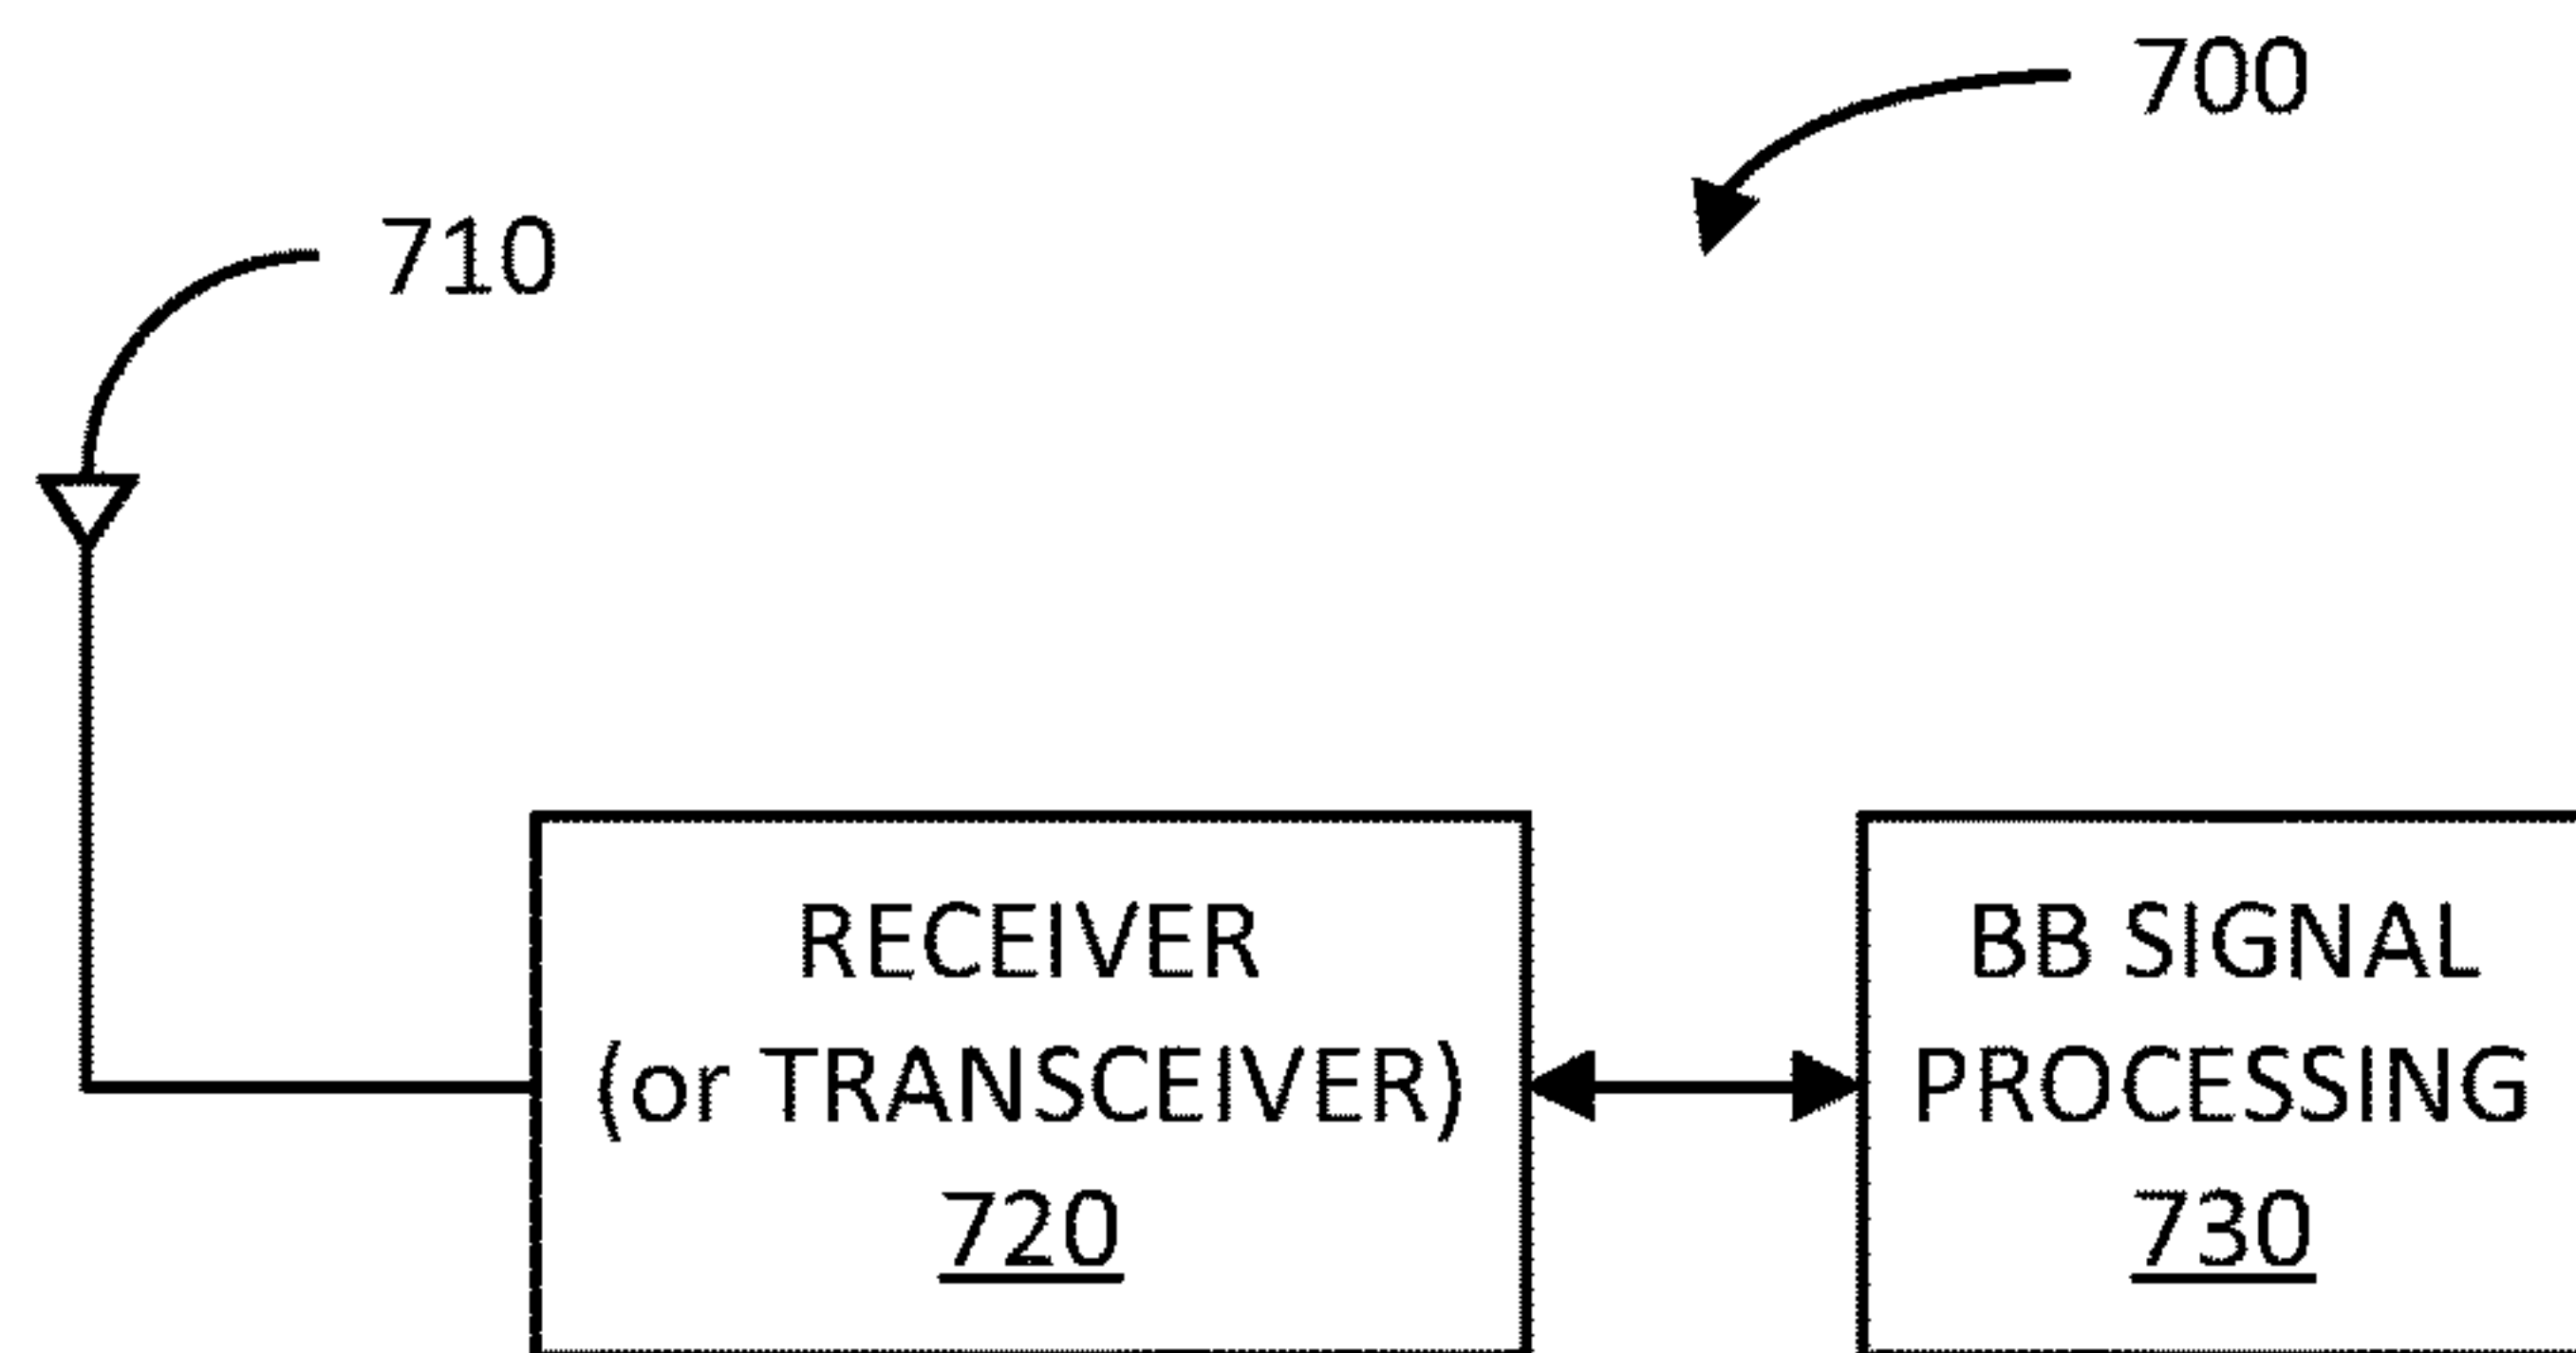 700
710
RECEIVER
(or TRANSCEIVER)
720
BB SIGNAL
PROCESSING
730